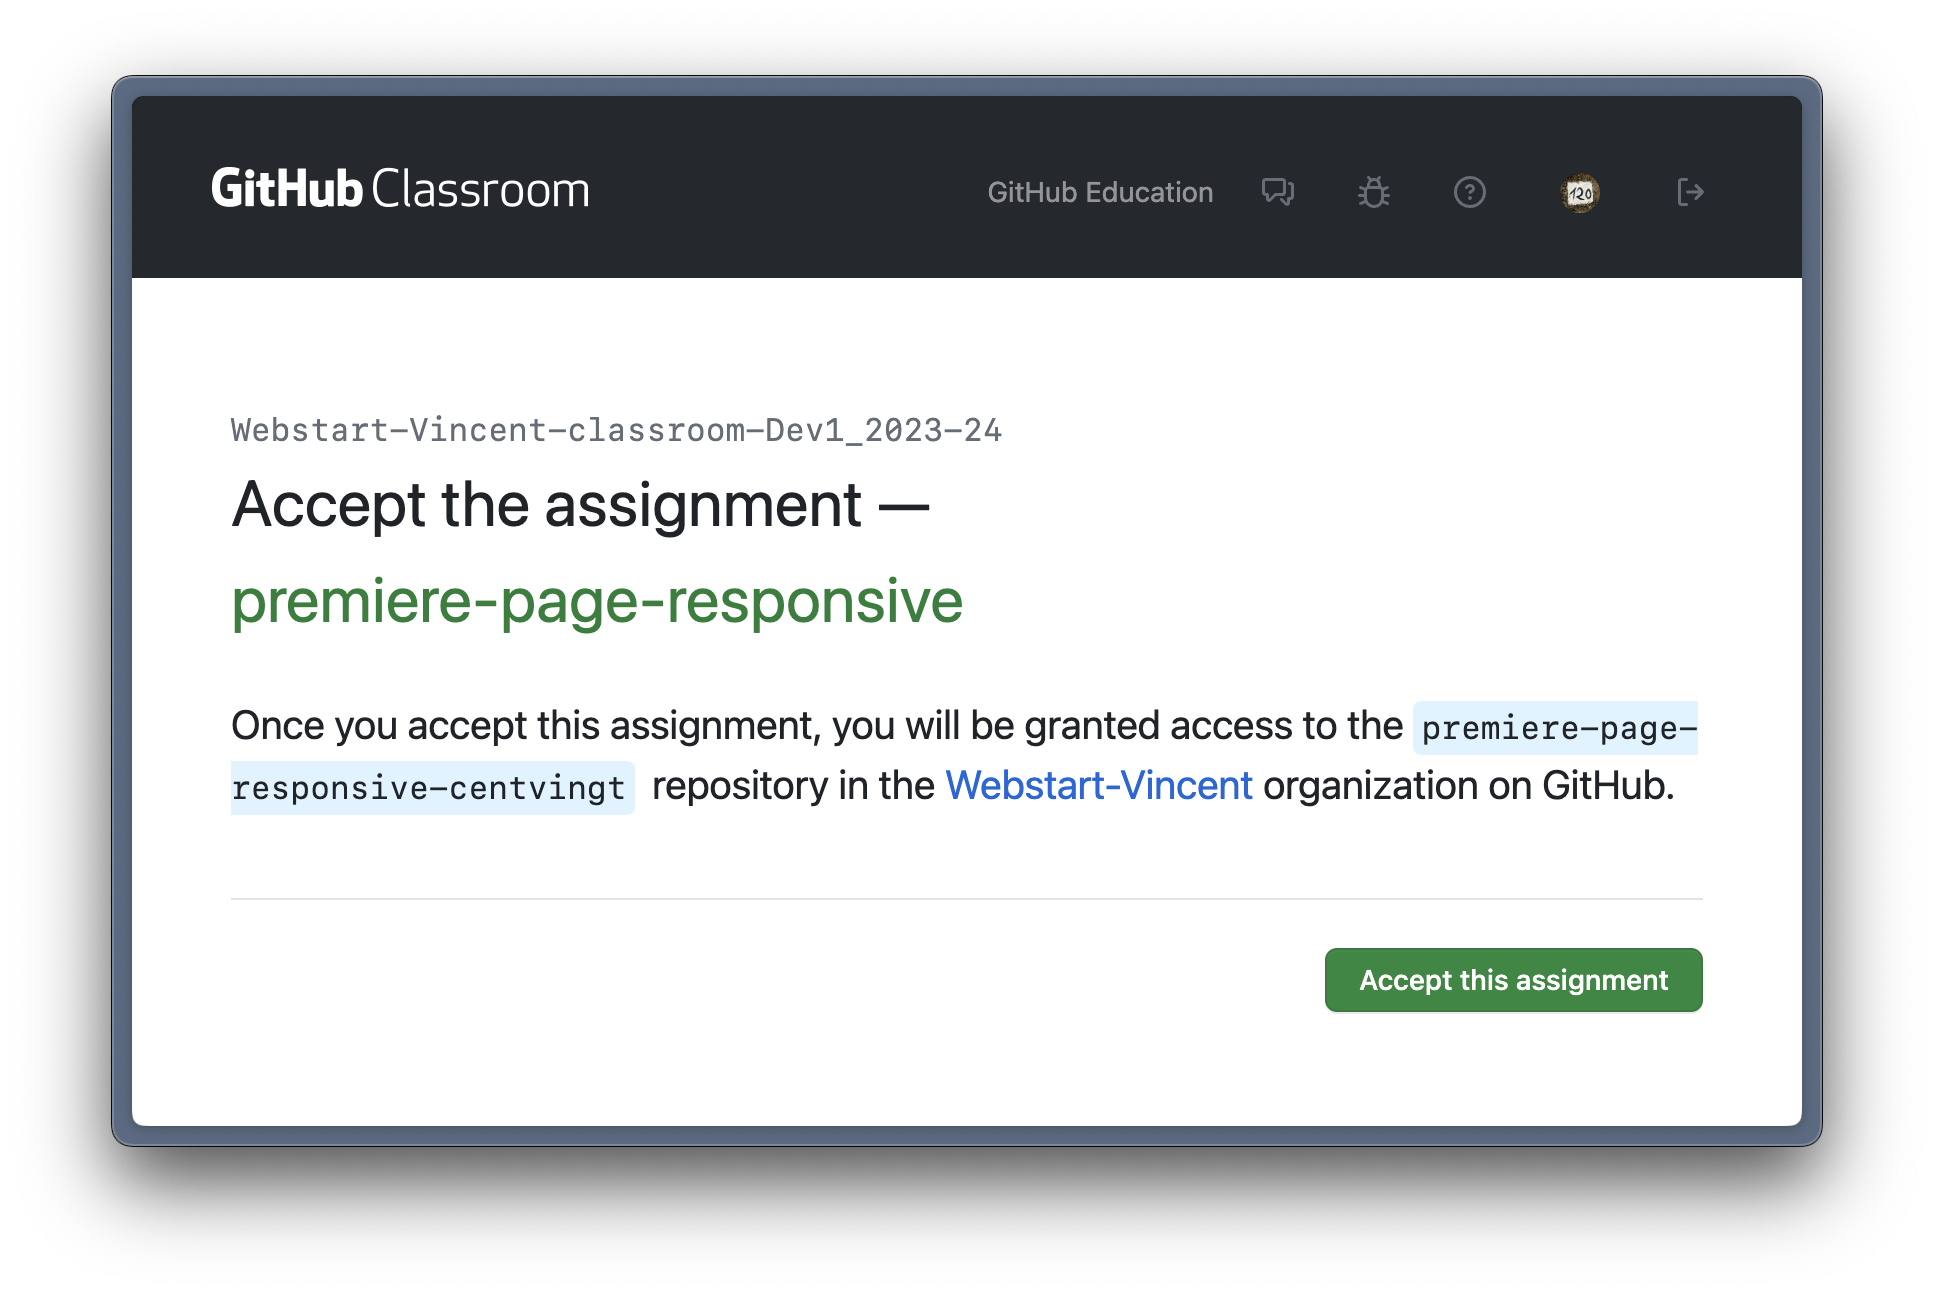 GitHub Classroom
GitHub Education
120
Webstart-Vincent-classroom-Dev1_2023-24
Accept the assignment —
premiere-page-responsive
Once you accept this assignment, you will be granted access to the premiere-page-
responsive-centvingt repository in the Webstart-Vincent organization on GitHub.
Accept this assignment